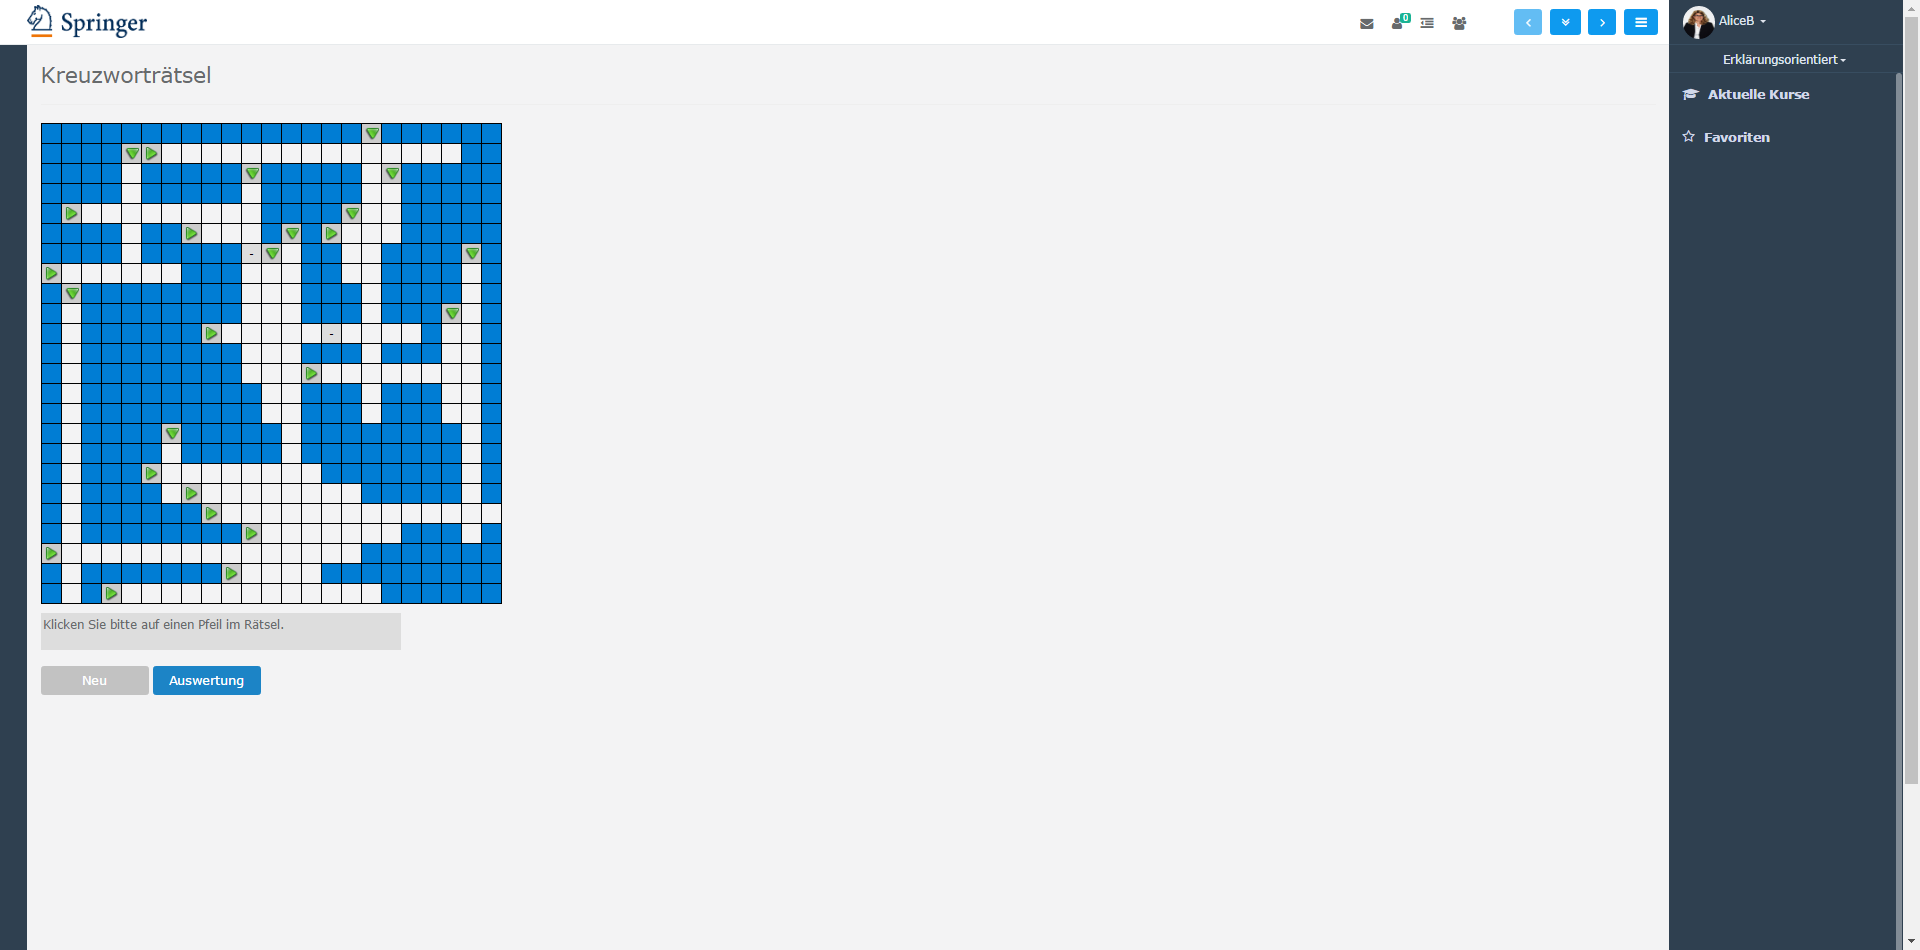 Springer
0
AliceB
Erklärungsorientiert
Kreuzworträtsel
Aktuelle Kurse
Favoriten
-
-
Klicken Sie bitte auf einen Pfeil im Rätsel.
Neu Auswertung